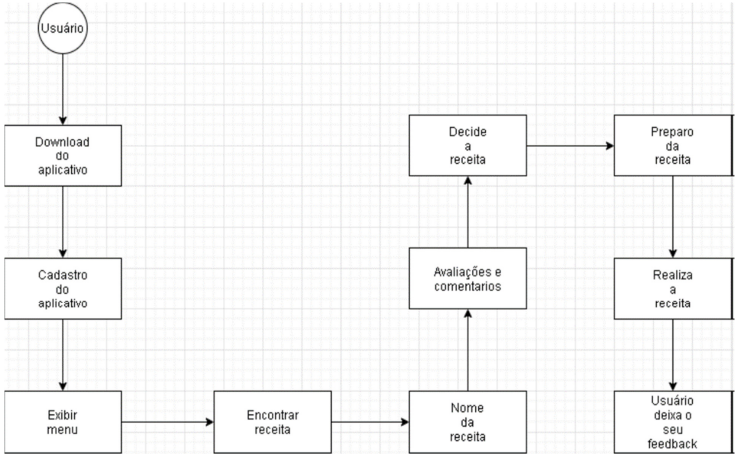 Usuário
Download
do
aplicativo
Cadastro
do
aplicativo
Exibir
menu
Encontrar
receita
Nome
da
receita
Avaliações e
comentarios
Decide
a
receita
Preparo
da
receita
Realiza
a
receita
Usuário
deixa o
seu
feedback